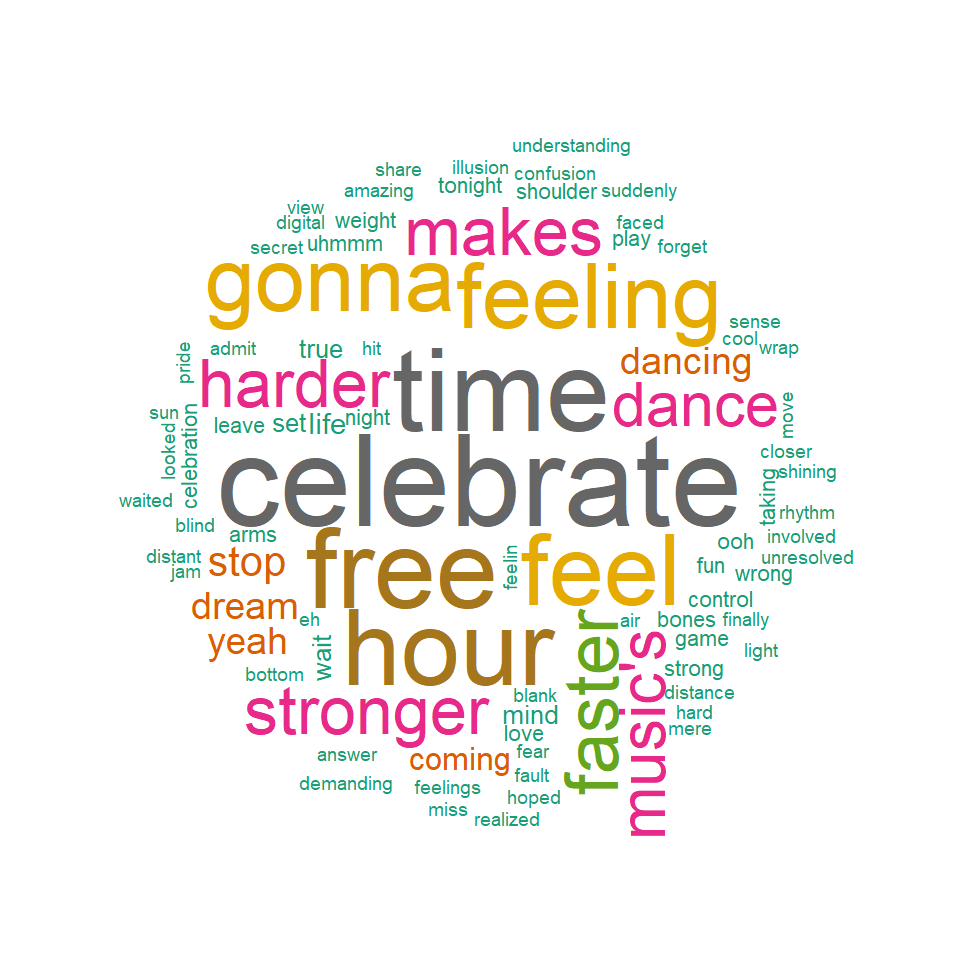 understanding
share
illusion
confusion
amazing
tonight
shoulder
suddenly
view
digital
weight
makes
faced
secret
uhmmm
play
forget
gonna
feeling
sense
cool
wrap
pride
admit
true
hit
dancing
harder
time
dance
move
sun
leave
set
life
night
looked
celebration
celebrate
closer
shining
taking
waited
rhythm
blind
arms
ooh
involved
distant
jam
stop
free
feelin
feel
fun
wrong
unresolved
dream
control
eh
air
bones
finally
yeah
wait
hour
faster
music's
game
light
bottom
strong
stronger
blank
distance
mind
hard
love
mere
answer
coming
fear
demanding
feelings
fault
hoped
miss
realized